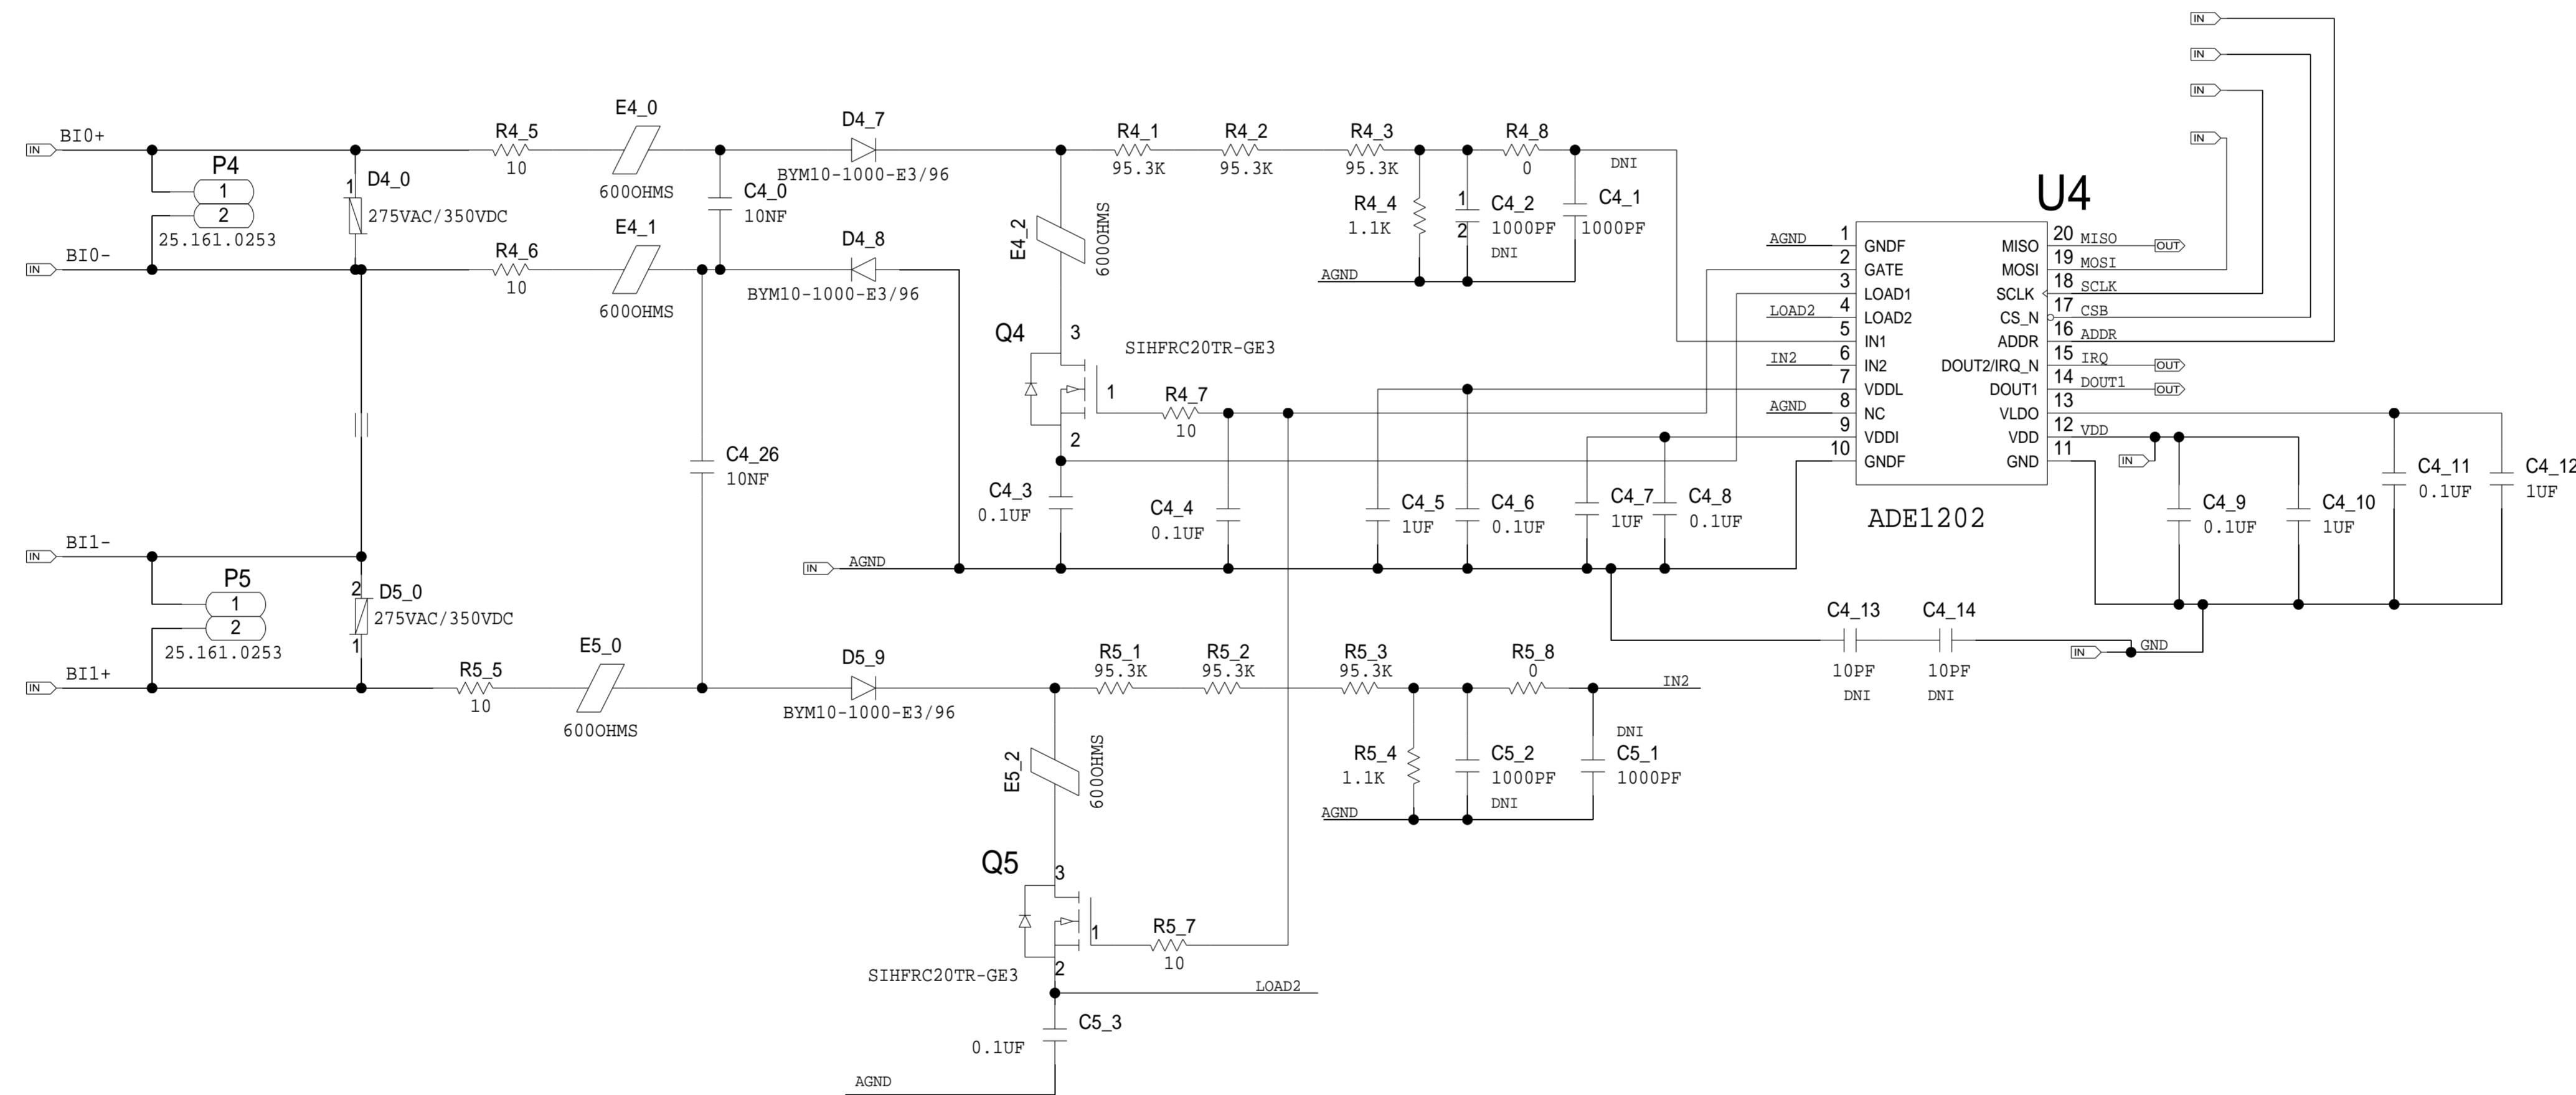 IN
IN
IN
IN
BI0+
IN
P4
1
2
25.161.0253
BI0-
IN
1
D4_0
275VAC/350VDC
R4_5
10
E4_0
600OHMS
R4_6
10
E4_1
600OHMS
C4_0
10NF
D4_7
BYM10-1000-E3/96
D4_8
BYM10-1000-E3/96
E4_2
600OHMS
R4_1
95.3K
R4_2
95.3K
R4_3
95.3K
R4_8
0
DNI
R4_4
1.1K
1
2
C4_2
1000PF
DNI
C4_1
1000PF
AGND
Q4
3
1
2
SIHFRC20TR-GE3
R4_7
10
C4_26
10NF
C4_3
0.1UF
C4_4
0.1UF
C4_5
1UF
C4_6
0.1UF
C4_7
1UF
C4_8
0.1UF
IN
AGND
U4
AGND
1
GNDF
2
GATE
3
LOAD1
LOAD2
4
LOAD2
5
IN1
IN2
6
IN2
7
VDDL
AGND
8
NC
9
VDDI
10
GNDF
MISO
20
MISO
OUT
MOSI
19
MOSI
SCLK
18
SCLK
CS_N
17
CSB
ADDR
16
ADDR
DOUT2/IRQ_N
15
IRQ
OUT
DOUT1
14
DOUT1
OUT
VLDO
13
VDD
12
VDD
GND
11
IN
ADE1202
C4_9
0.1UF
C4_10
1UF
C4_11
0.1UF
C4_12
1UF
C4_13
10PF
DNI
C4_14
10PF
DNI
IN
GND
BI1-
IN
P5
1
2
25.161.0253
BI1+
IN
2
D5_0
275VAC/350VDC
1
R5_5
10
E5_0
600OHMS
D5_9
BYM10-1000-E3/96
R5_1
95.3K
R5_2
95.3K
R5_3
95.3K
R5_8
0
IN2
E5_2
600OHMS
R5_4
1.1K
C5_2
1000PF
DNI
DNI
C5_1
1000PF
AGND
Q5
3
1
2
SIHFRC20TR-GE3
R5_7
10
LOAD2
C5_3
0.1UF
AGND